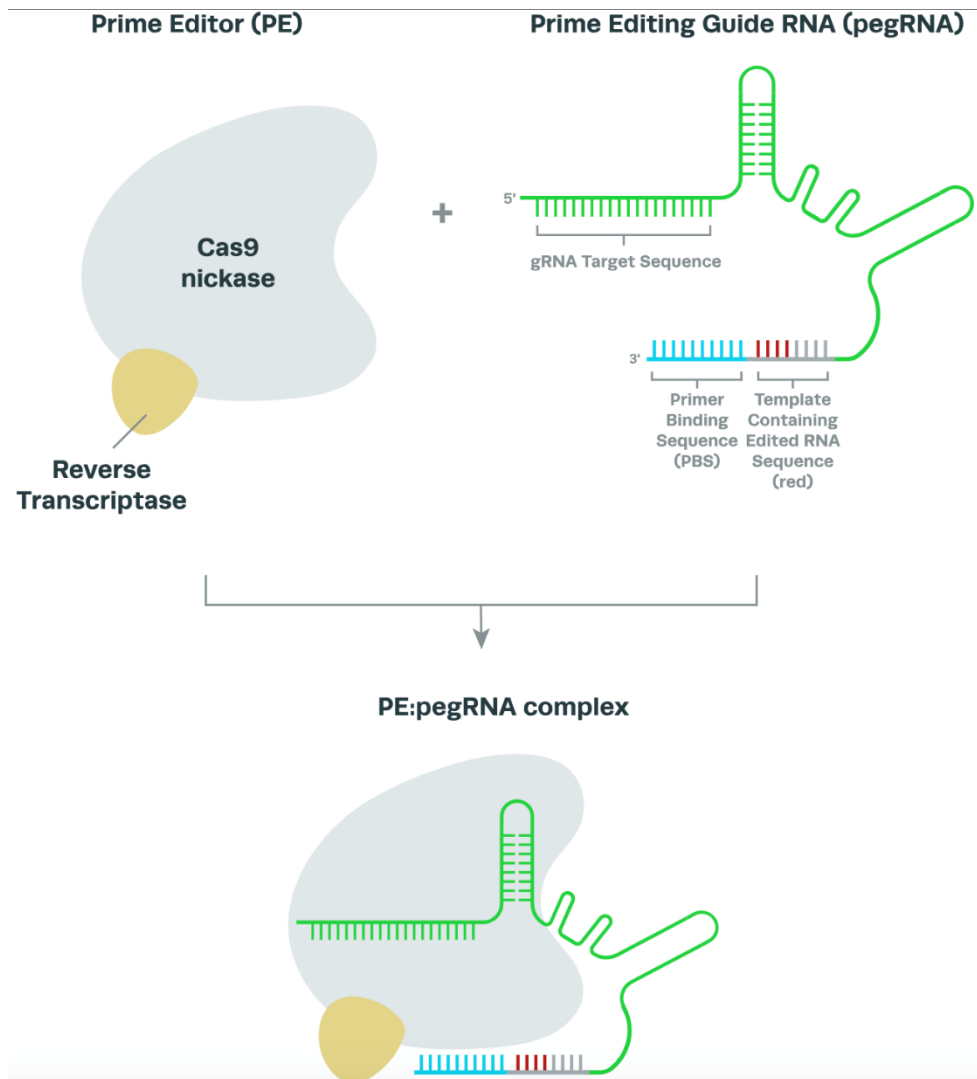 Prime Editor (PE)
Prime Editing Guide RNA (pegRNA)
Cas9
nickase
Reverse
Transcriptase
+
5'
gRNA Target Sequence
3'
Primer
Binding
Sequence
(PBS)
Template
Containing
Edited RNA
Sequence
(red)
PE:pegRNA complex